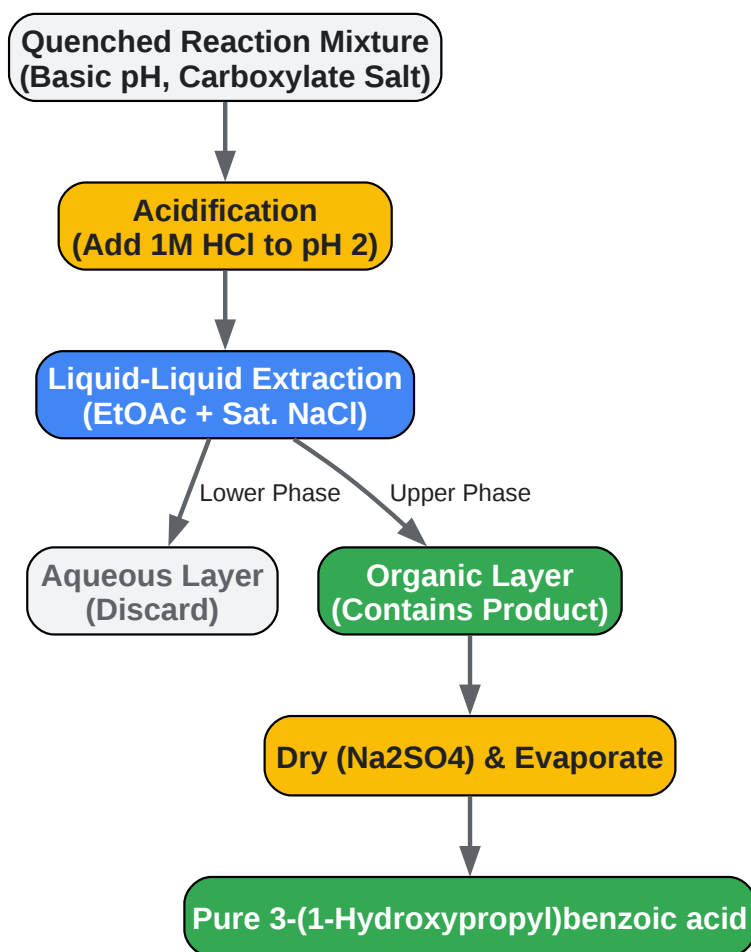 Quenched Reaction Mixture
(Basic pH, Carboxylate Salt)
Acidification
(Add 1M HCl to pH 2)
Liquid-Liquid Extraction
(EtOAc + Sat. NaCl)
Lower Phase
Upper Phase
Aqueous Layer
(Discard)
Organic Layer
(Contains Product)
Dry (Na2SO4) & Evaporate
Pure 3-(1-Hydroxypropyl)benzoic acid